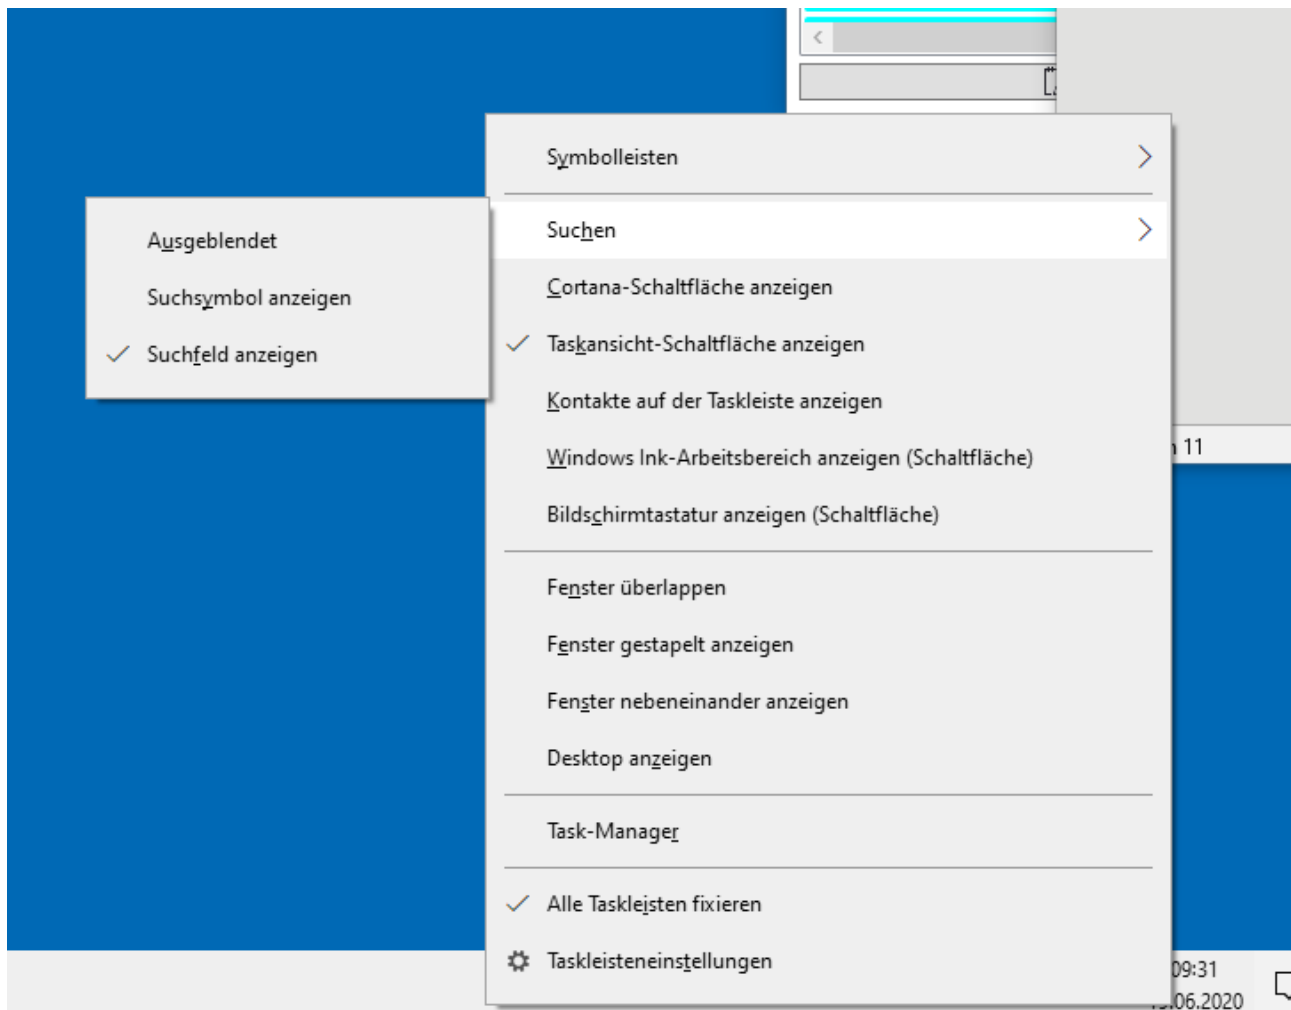 Symbolleisten
Suchen
Cortana-Schaltfläche anzeigen
Taskansicht-Schaltfläche anzeigen
Kontakte auf der Taskleiste anzeigen
Windows Ink-Arbeitsbereich anzeigen (Schaltfläche)
Bildschirmtastatur anzeigen (Schaltfläche)
Fenster überlappen
Fenster gestapelt anzeigen
Fenster nebeneinander anzeigen
Desktop anzeigen
Task-Manager
Alle Taskleisten fixieren
Taskleisteneinstellungen
Ausgeblendet
Suchsymbol anzeigen
Suchfeld anzeigen
11
09:31
.06.2020